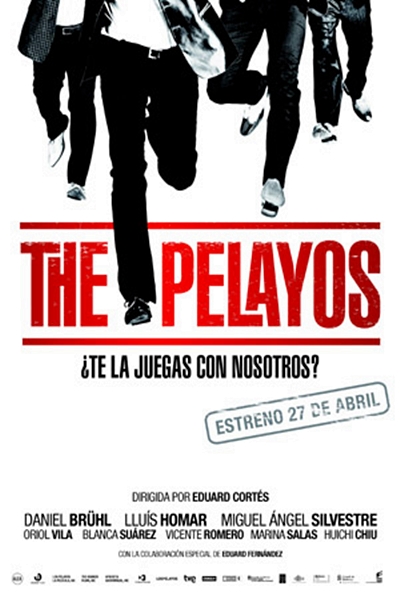 THE PELAYOS
¿TE LA JUEGAS CON NOSOTROS?
ESTRENO 27 DE ABRIL
DIRIGIDA POR EDUARD CORTÉS
DANIEL BRÜHL LLUÍS HOMAR MIGUEL ÁNGEL SILVESTRE
ORIOL VILA BLANCA SUÁREZ VICENTE ROMERO MARINA SALAS HUICHI CHIU
CON LA COLABORACIÓN ESPECIAL DE EDUARD FERNÁNDEZ
tve